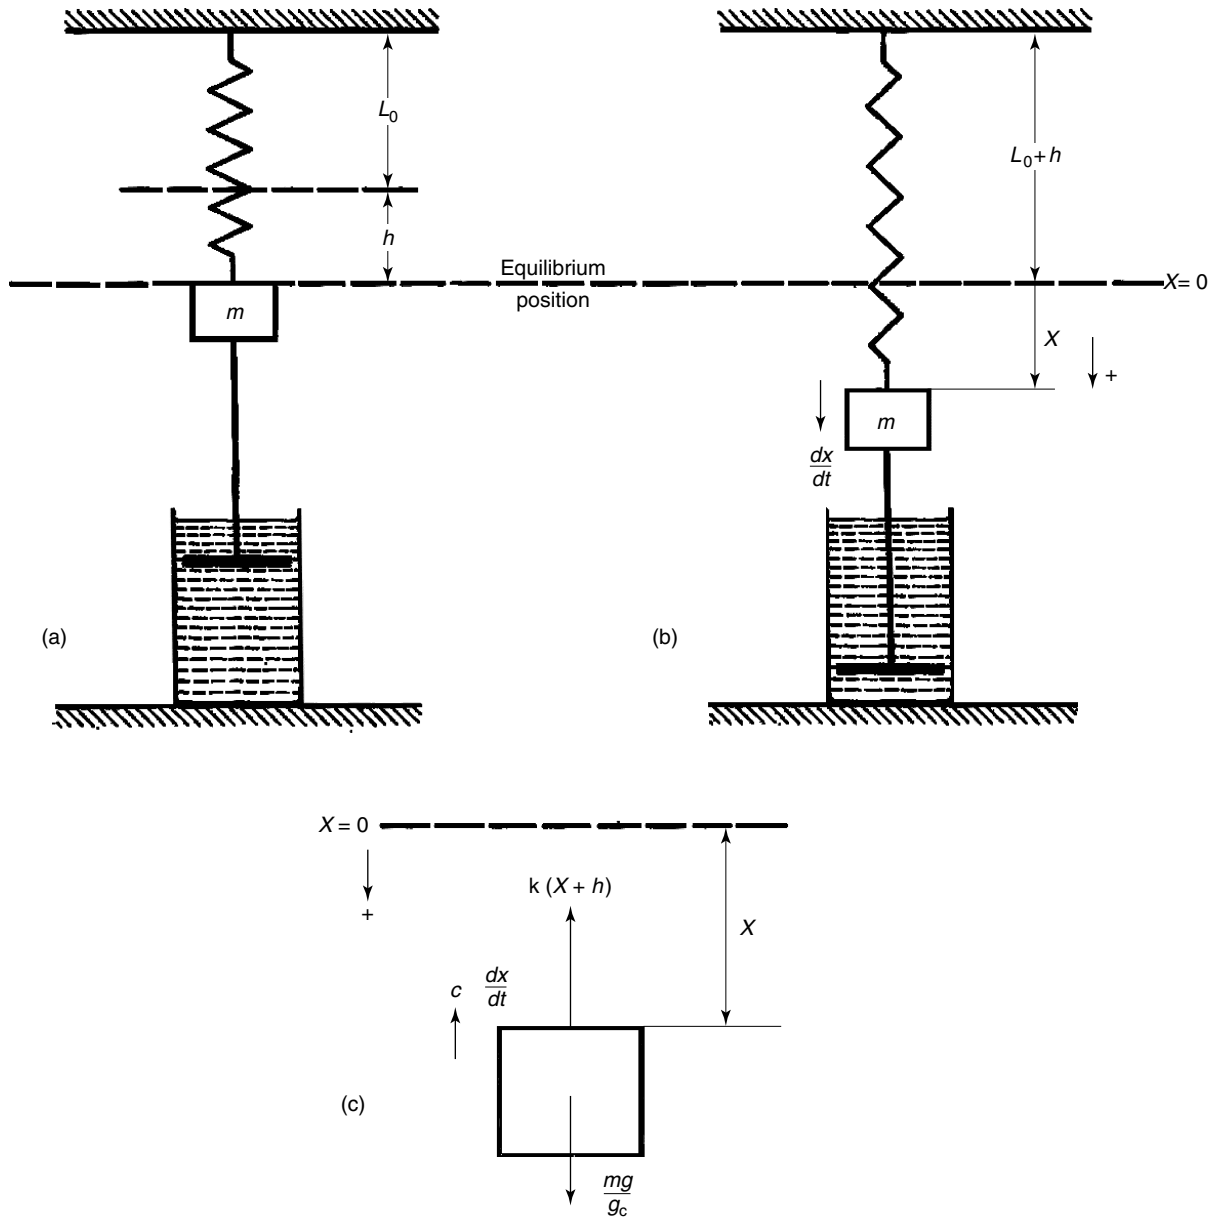 L0
h
Equilibrium
position
m
(a)
L0 + h
X = 0
X
+
m
dx
dt
(b)
X = 0
+
k (X + h)
X
c dx
dt
(c)
mg
gc